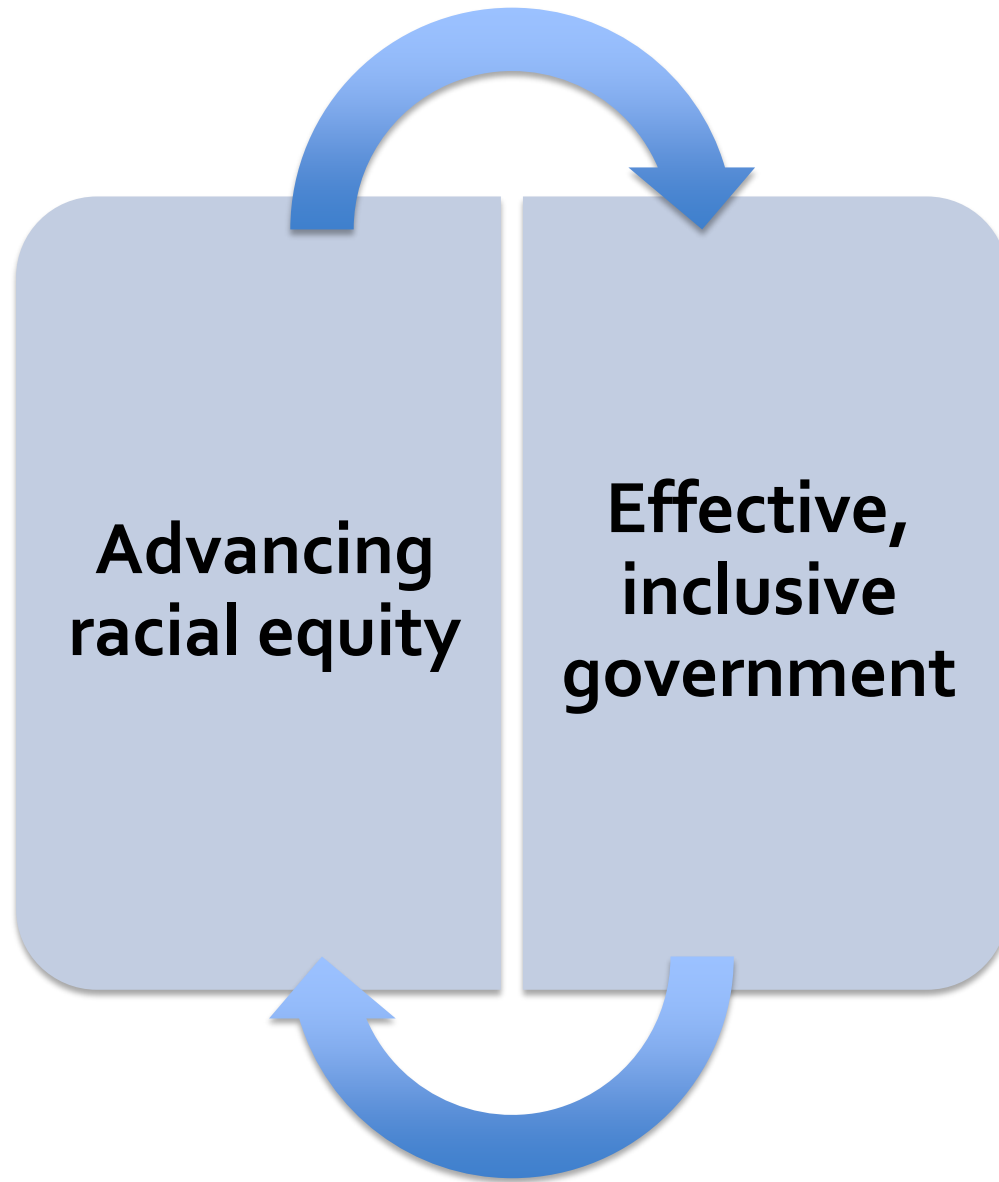 Advancing
racial equity
Effective,
inclusive
government